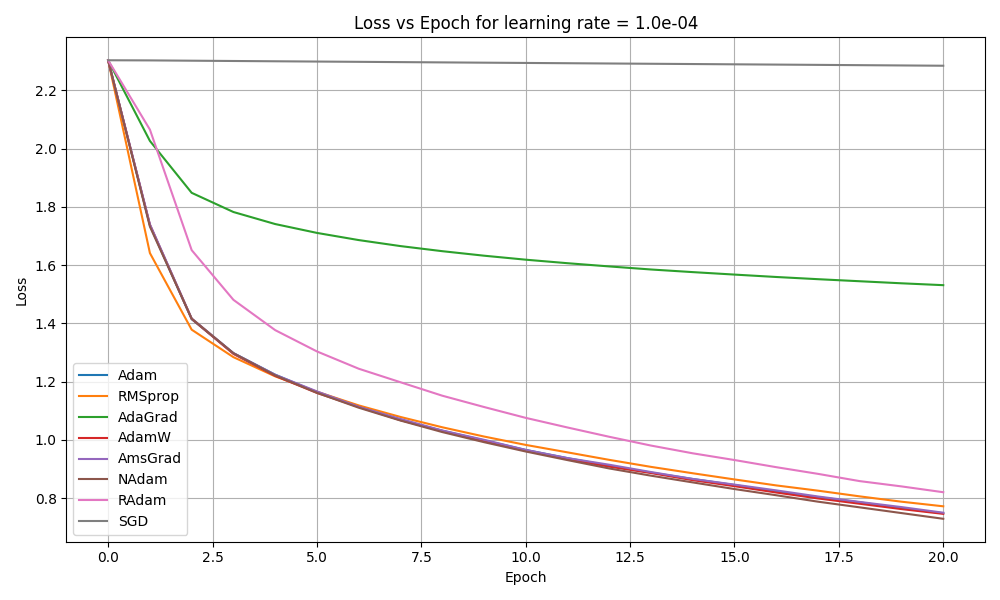 Loss vs Epoch for learning rate = 1.0e-04
Loss
2.2
2.0
1.8
1.6
1.4
1.2
1.0
0.8
Adam
RMSprop
AdaGrad
AdamW
AmsGrad
NAdam
RAdam
SGD
0.0 2.5 5.0 7.5 10.0 12.5 15.0 17.5 20.0
Epoch